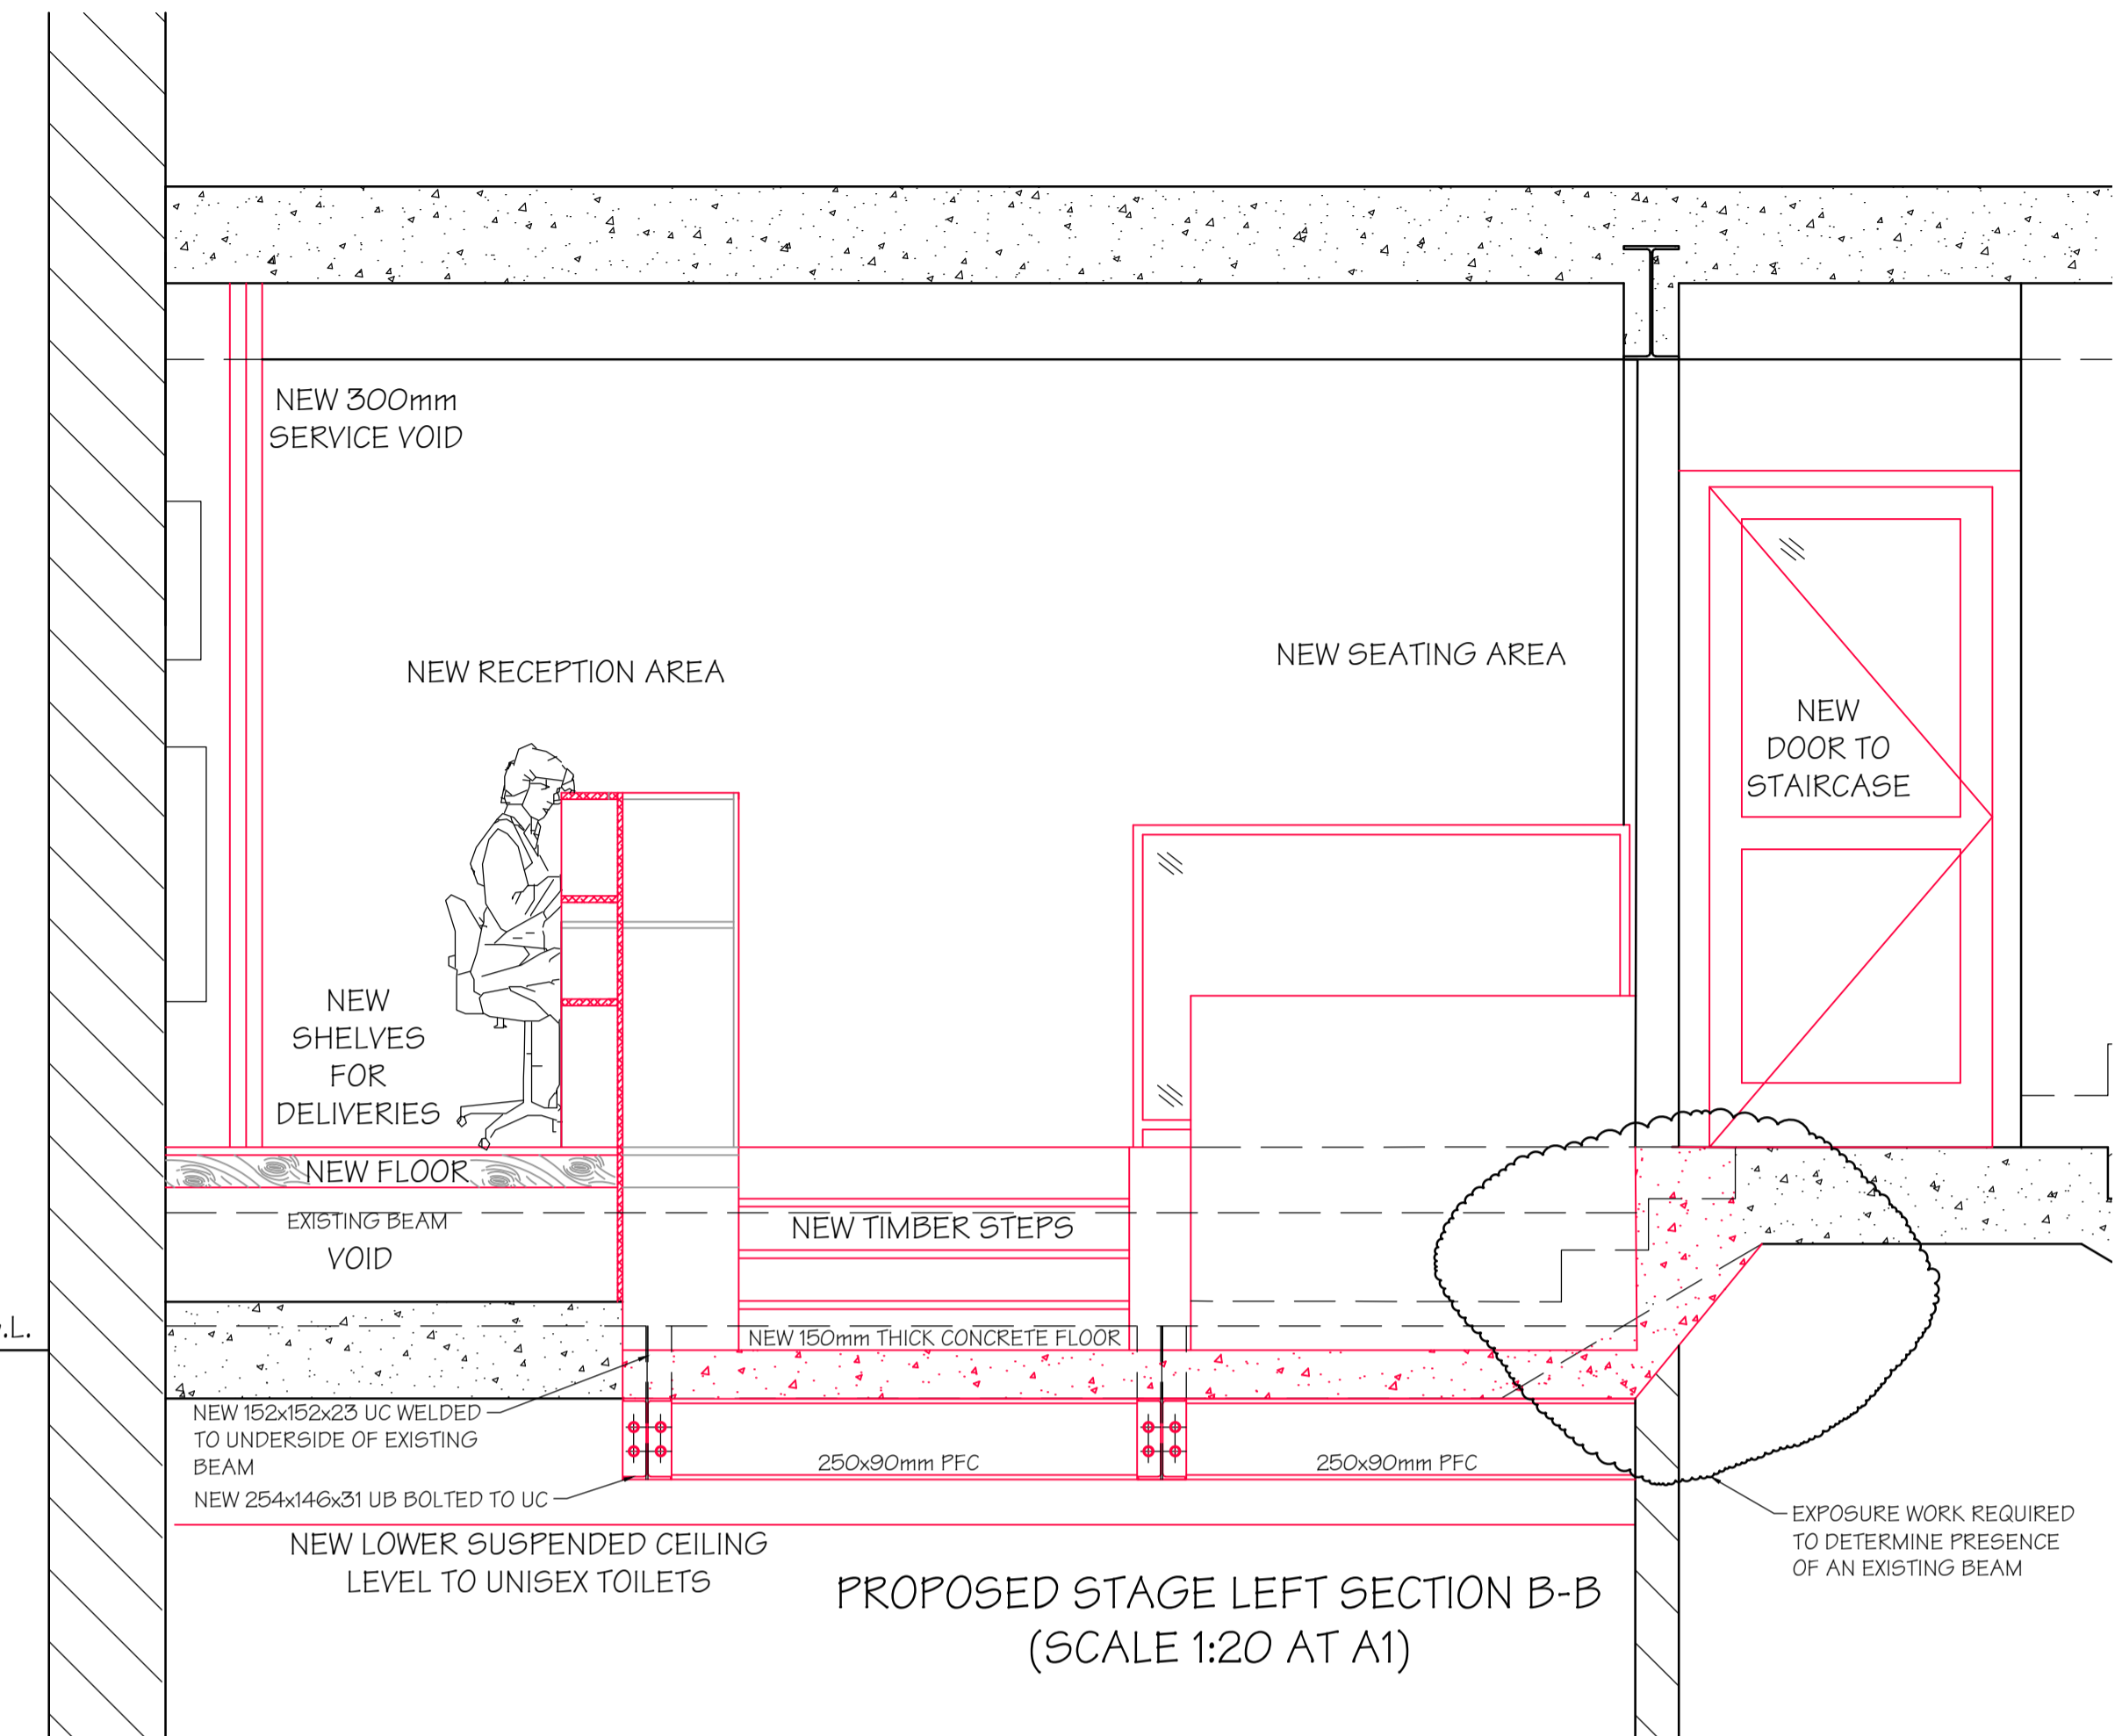 NEW 300mm
SERVICE VOID
NEW RECEPTION AREA
NEW SEATING AREA
NEW
DOOR TO
STAIRCASE
NEW
SHELVES
FOR
DELIVERIES
NEW FLOOR
EXISTING BEAM
VOID
NEW TIMBER STEPS
.L.
NEW 150mm THICK CONCRETE FLOOR
NEW 152x152x23 UC WELDED
TO UNDERSIDE OF EXISTING
BEAM
250x90mm PFC
250x90mm PFC
NEW 254x146x31 UB BOLTED TO UC
EXPOSURE WORK REQUIRED
TO DETERMINE PRESENCE
OF AN EXISTING BEAM
NEW LOWER SUSPENDED CEILING
LEVEL TO UNISEX TOILETS
PROPOSED STAGE LEFT SECTION B-B
(SCALE 1:20 AT A1)